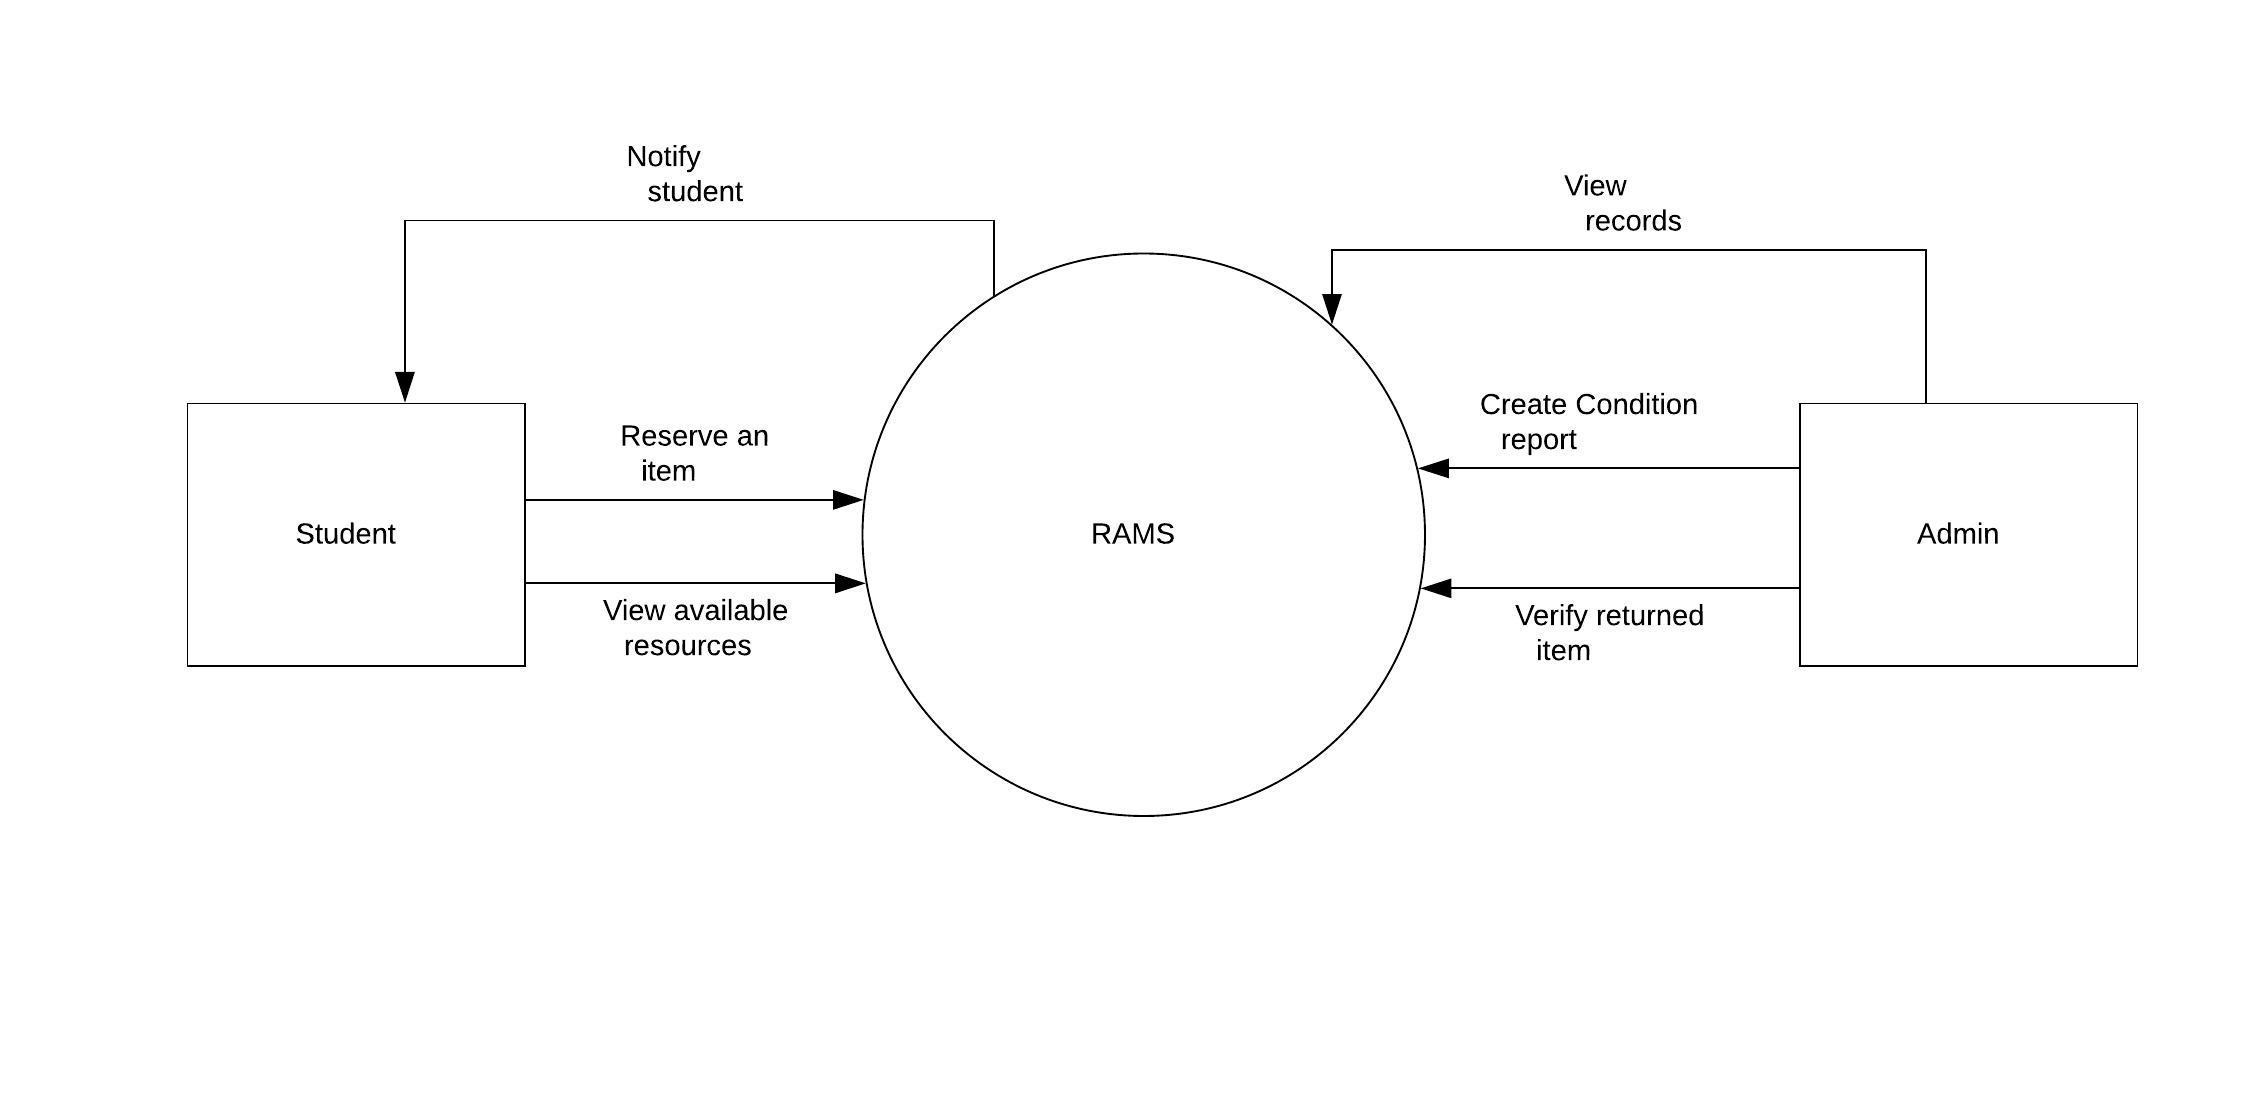 Notify
student
View
records
Create Condition
report
Reserve an
item
Student
RAMS
Admin
View available
resources
Verify returned
item